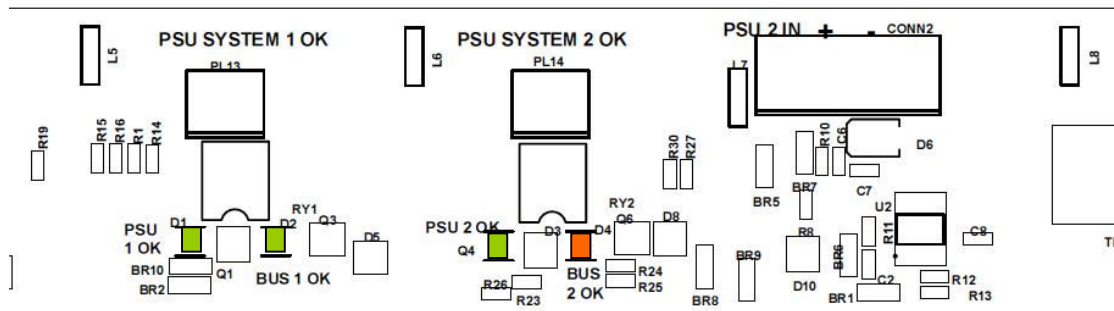 PSU SYSTEM 1 OK
PSU SYSTEM 2 OK
PSU 2 IN + - CONN2
L5
L6
L7
L8
PL13
PL14
R19
R15
R16
R1
R14
R30
R27
R10
C6
D6
BR5
BR7
C7
U2
R11
C8
RY1
RY2
D1
D2
Q3
D5
PSU
1 OK
BR10
Q1
BR2
BUS 1 OK
PSU 2 OK
Q4
D3
D4
Q6
D8
R26
R23
BUS
2 OK
R24
R25
BR8
BR9
R8
D10
BR6
C2
BR1
R12
R13